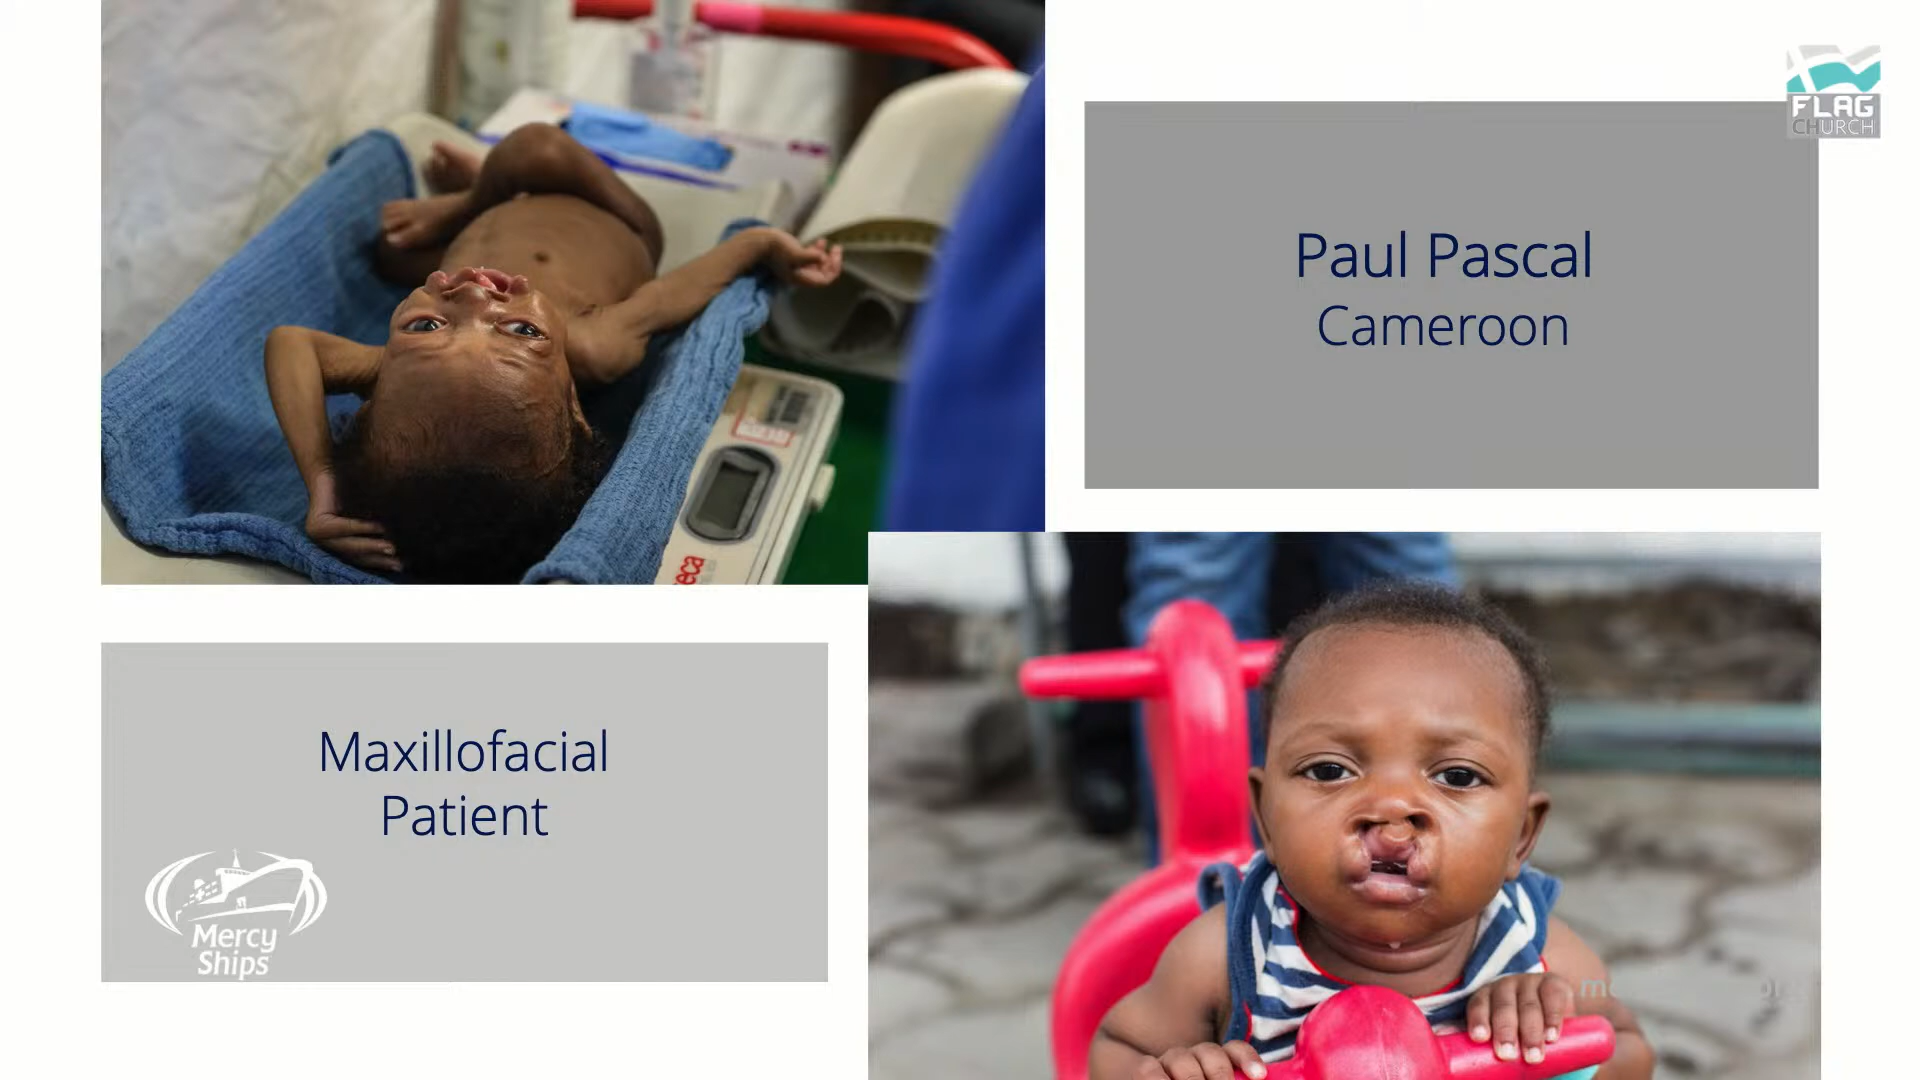 FLAG
CHURCH
Paul Pascal
Cameroon
Maxillofacial
Patient
Mercy
Ships